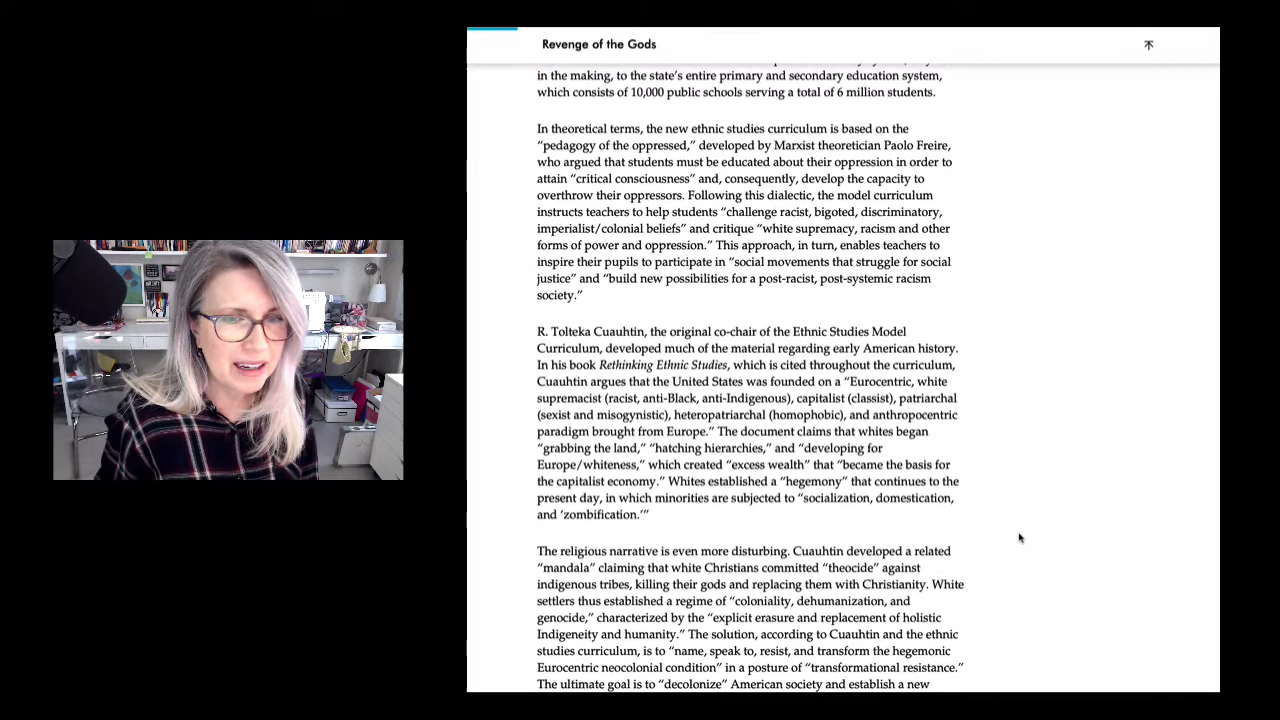 Revenge of the Gods
in the making, to the state's entire primary and secondary education system,
which consists of 10,000 public schools serving a total of 6 million students.
In theoretical terms, the new ethnic studies curriculum is based on the
“pedagogy of the oppressed,” developed by Marxist theoretician Paolo Freire,
who argued that students must be educated about their oppression in order to
attain “critical consciousness” and, consequently, develop the capacity to
overthrow their oppressors. Following this dialectic, the model curriculum
instructs teachers to help students “challenge racist, bigoted, discriminatory,
imperialist/colonial beliefs” and critique “white supremacy, racism and other
forms of power and oppression.” This approach, in turn, enables teachers to
inspire their pupils to participate in “social movements that struggle for social
justice” and “build new possibilities for a post-racist, post-systemic racism
society.”
R. Tolteka Cuauhtin, the original co-chair of the Ethnic Studies Model
Curriculum, developed much of the material regarding early American history.
In his book Rethinking Ethnic Studies, which is cited throughout the curriculum,
Cuauhtin argues that the United States was founded on a “Eurocentric, white
supremacist (racist, anti-Black, anti-Indigenous), capitalist (classist), patriarchal
(sexist and misogynistic), heteropatriarchal (homophobic), and anthropocentric
paradigm brought from Europe.” The document claims that whites began
“grabbing the land,” “hatching hierarchies,” and “developing for
Europe/whiteness,” which created “excess wealth” that “became the basis for
the capitalist economy.” Whites established a “hegemony” that continues to the
present day, in which minorities are subjected to “socialization, domestication,
and ‘zombification.’”
The religious narrative is even more disturbing. Cuauhtin developed a related
“mandala” claiming that white Christians committed “theocide” against
indigenous tribes, killing their gods and replacing them with Christianity. White
settlers thus established a regime of “coloniality, dehumanization, and
genocide,” characterized by the “explicit erasure and replacement of holistic
Indigeneity and humanity.” The solution, according to Cuauhtin and the ethnic
studies curriculum, is to “name, speak to, resist, and transform the hegemonic
Eurocentric neocolonial condition” in a posture of “transformational resistance.”
The ultimate goal is to “decolonize” American society and establish a new